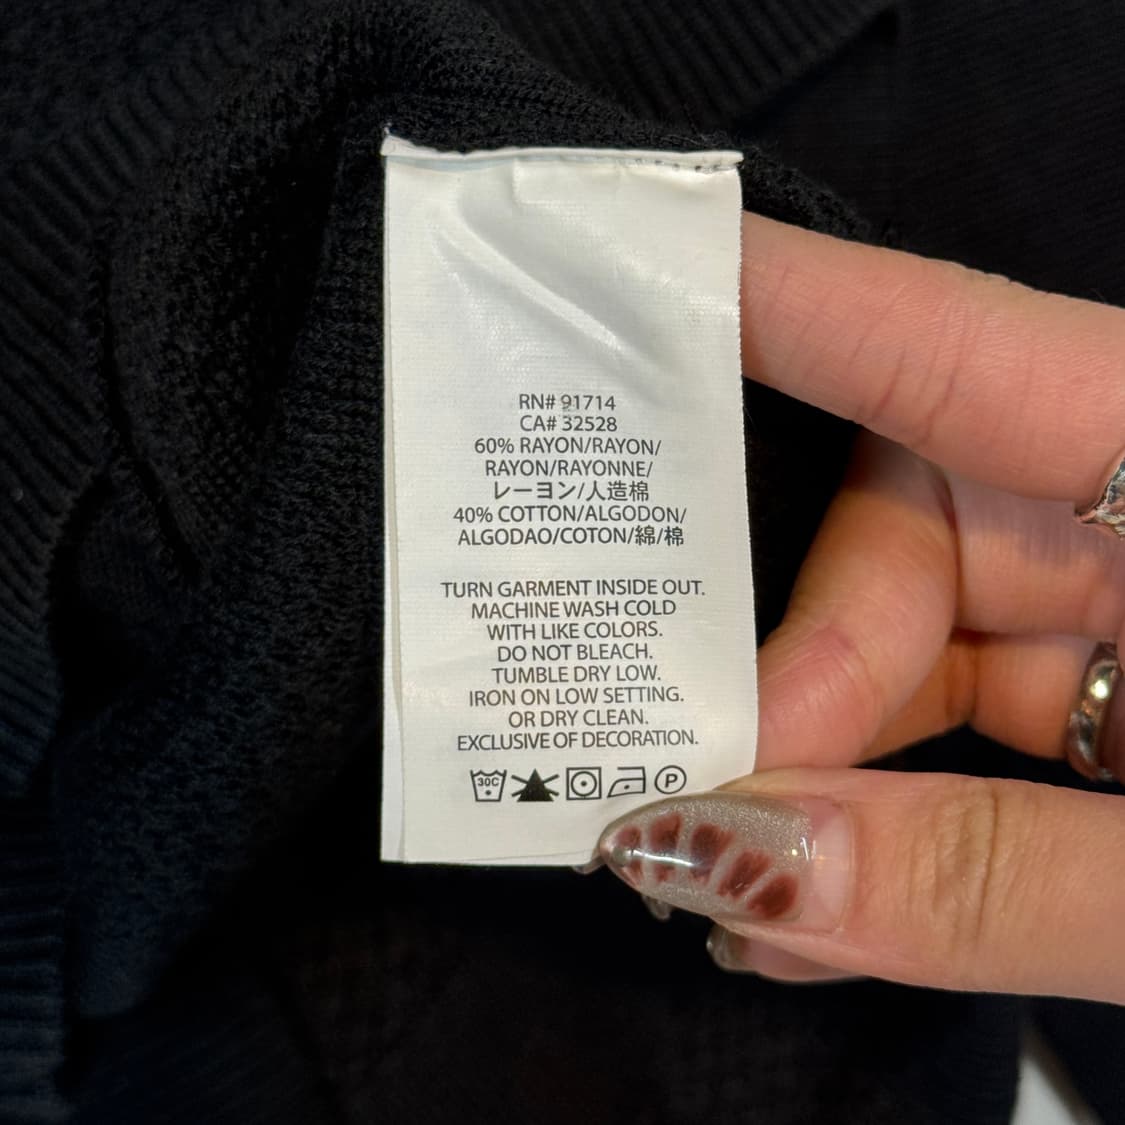 RN# 91714
CA# 32528
60% RAYON/RAYON/
RAYON/RAYONNE/
レーヨン/人造棉
40% COTTON/ALGODON/
ALGODAO/COTON/綿/棉
TURN GARMENT INSIDE OUT.
MACHINE WASH COLD
WITH LIKE COLORS.
DO NOT BLEACH.
TUMBLE DRY LOW.
IRON ON LOW SETTING.
OR DRY CLEAN.
EXCLUSIVE OF DECORATION.
30C P